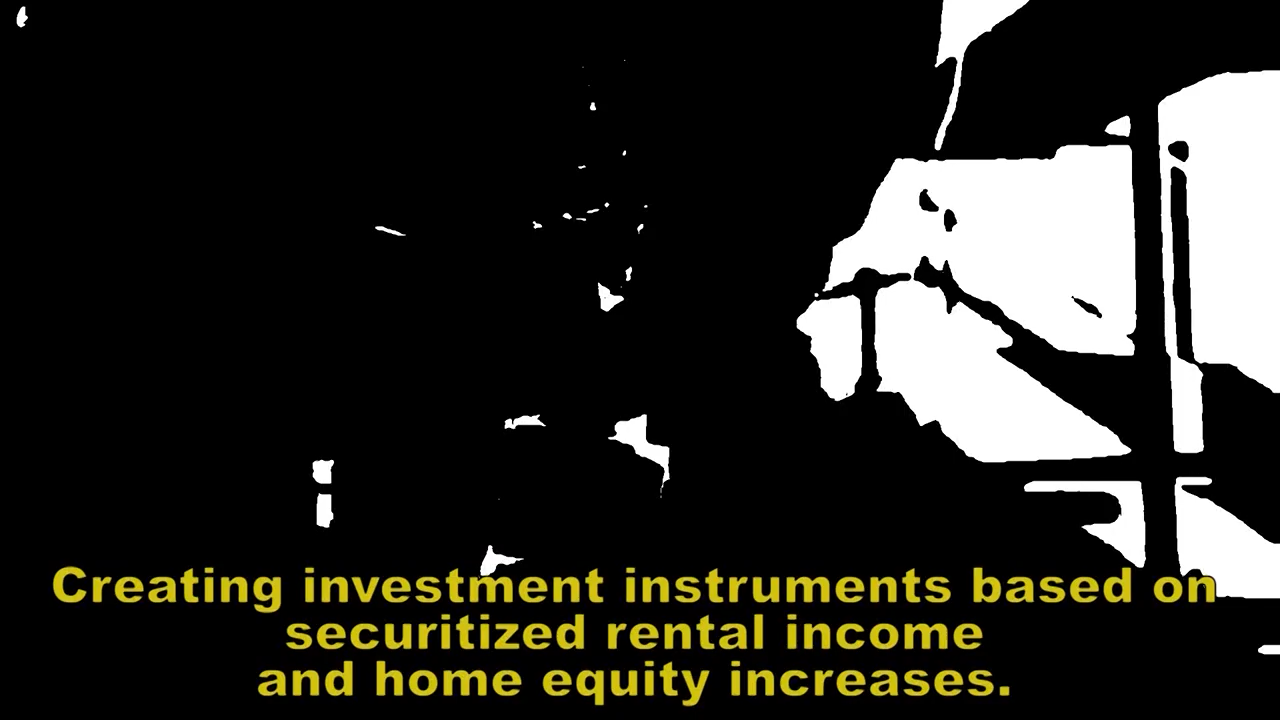 Creating investment instruments based on
securitized rental income
and home equity increases.